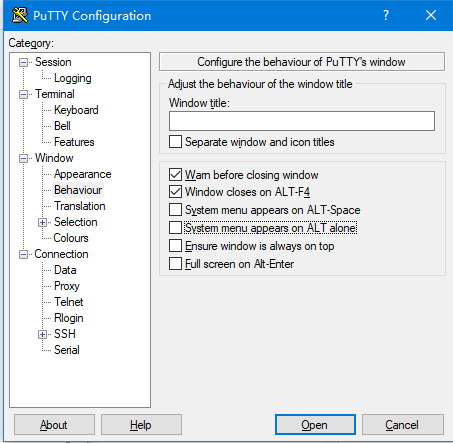 PuTTY Configuration
?
Category:
Session
Logging
Terminal
Keyboard
Bell
Features
Window
Appearance
Behaviour
Translation
Selection
Colours
Connection
Data
Proxy
Telnet
Rlogin
SSH
Serial
Configure the behaviour of PuTTY's window
Adjust the behaviour of the window title
Window title:
Separate window and icon titles
Warn before closing window
Window closes on ALT-F4
System menu appears on ALT-Space
System menu appears on ALT alone
Ensure window is always on top
Full screen on Alt-Enter
About
Help
Open
Cancel